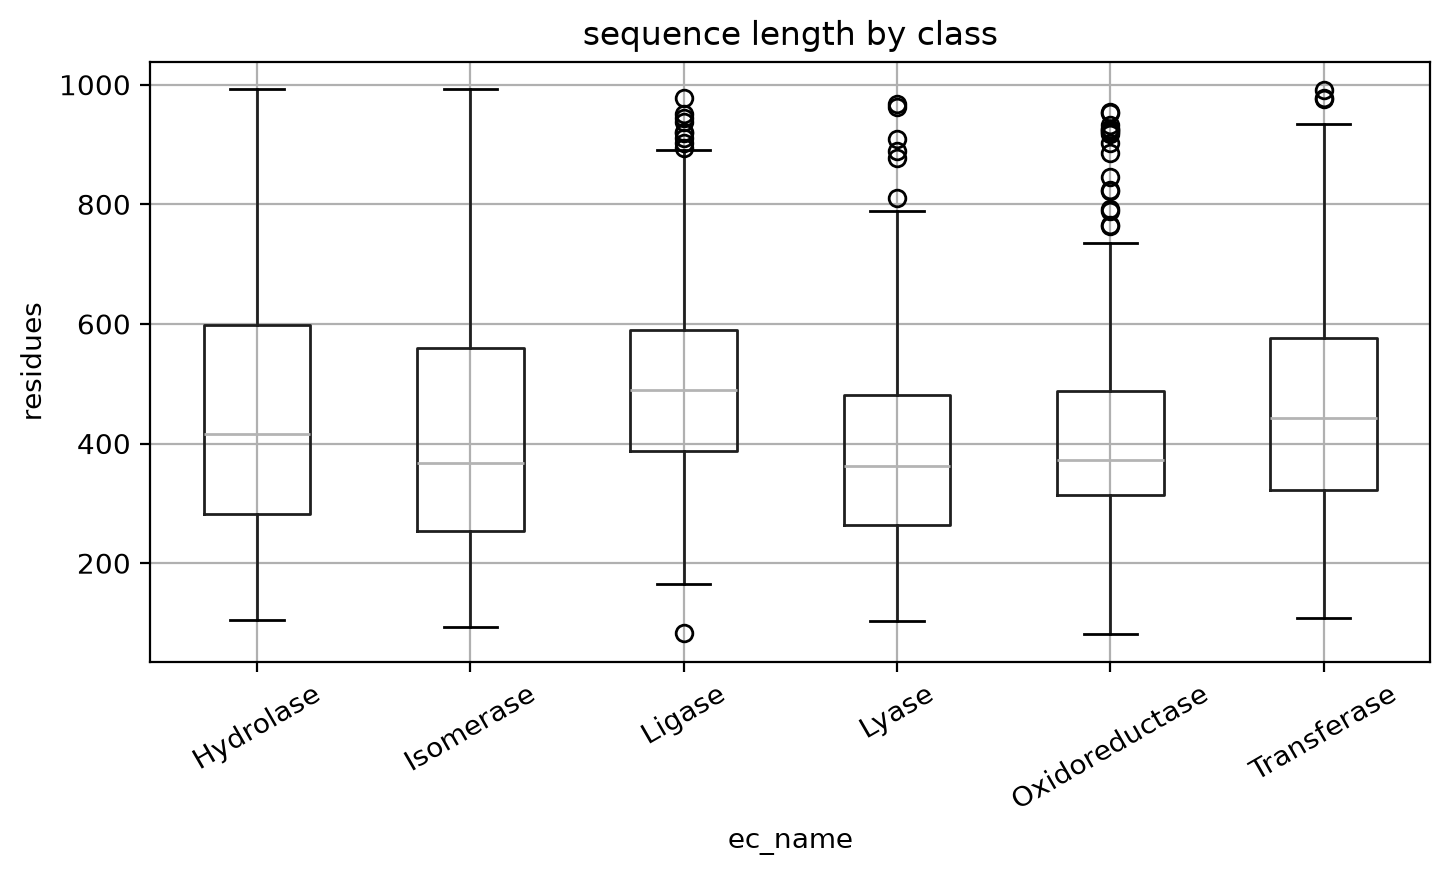 sequence length by class
1000
800
600
400
200
residues
Hydrolase
Isomerase
Ligase
Lyase
Oxidoreductase
Transferase
ec_name